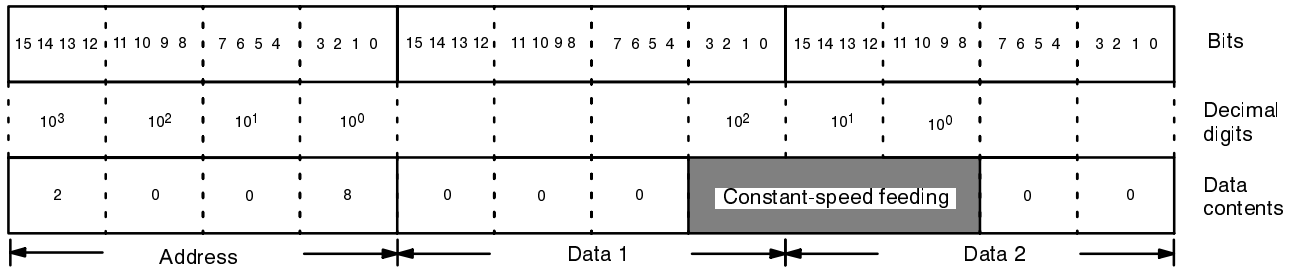 15 14 13 12 11 10 9 8 7 6 5 4 3 2 1 0 15 14 13 12 11 10 9 8 7 6 5 4 3 2 1 0 15 14 13 12 11 10 9 8 7 6 5 4 3 2 1 0 Bits
10³ 10² 10¹ 10⁰ 10² 10¹ 10⁰ Decimal digits
2 0 0 8 0 0 0 Constant-speed feeding 0 0 Data contents
Address Data 1 Data 2